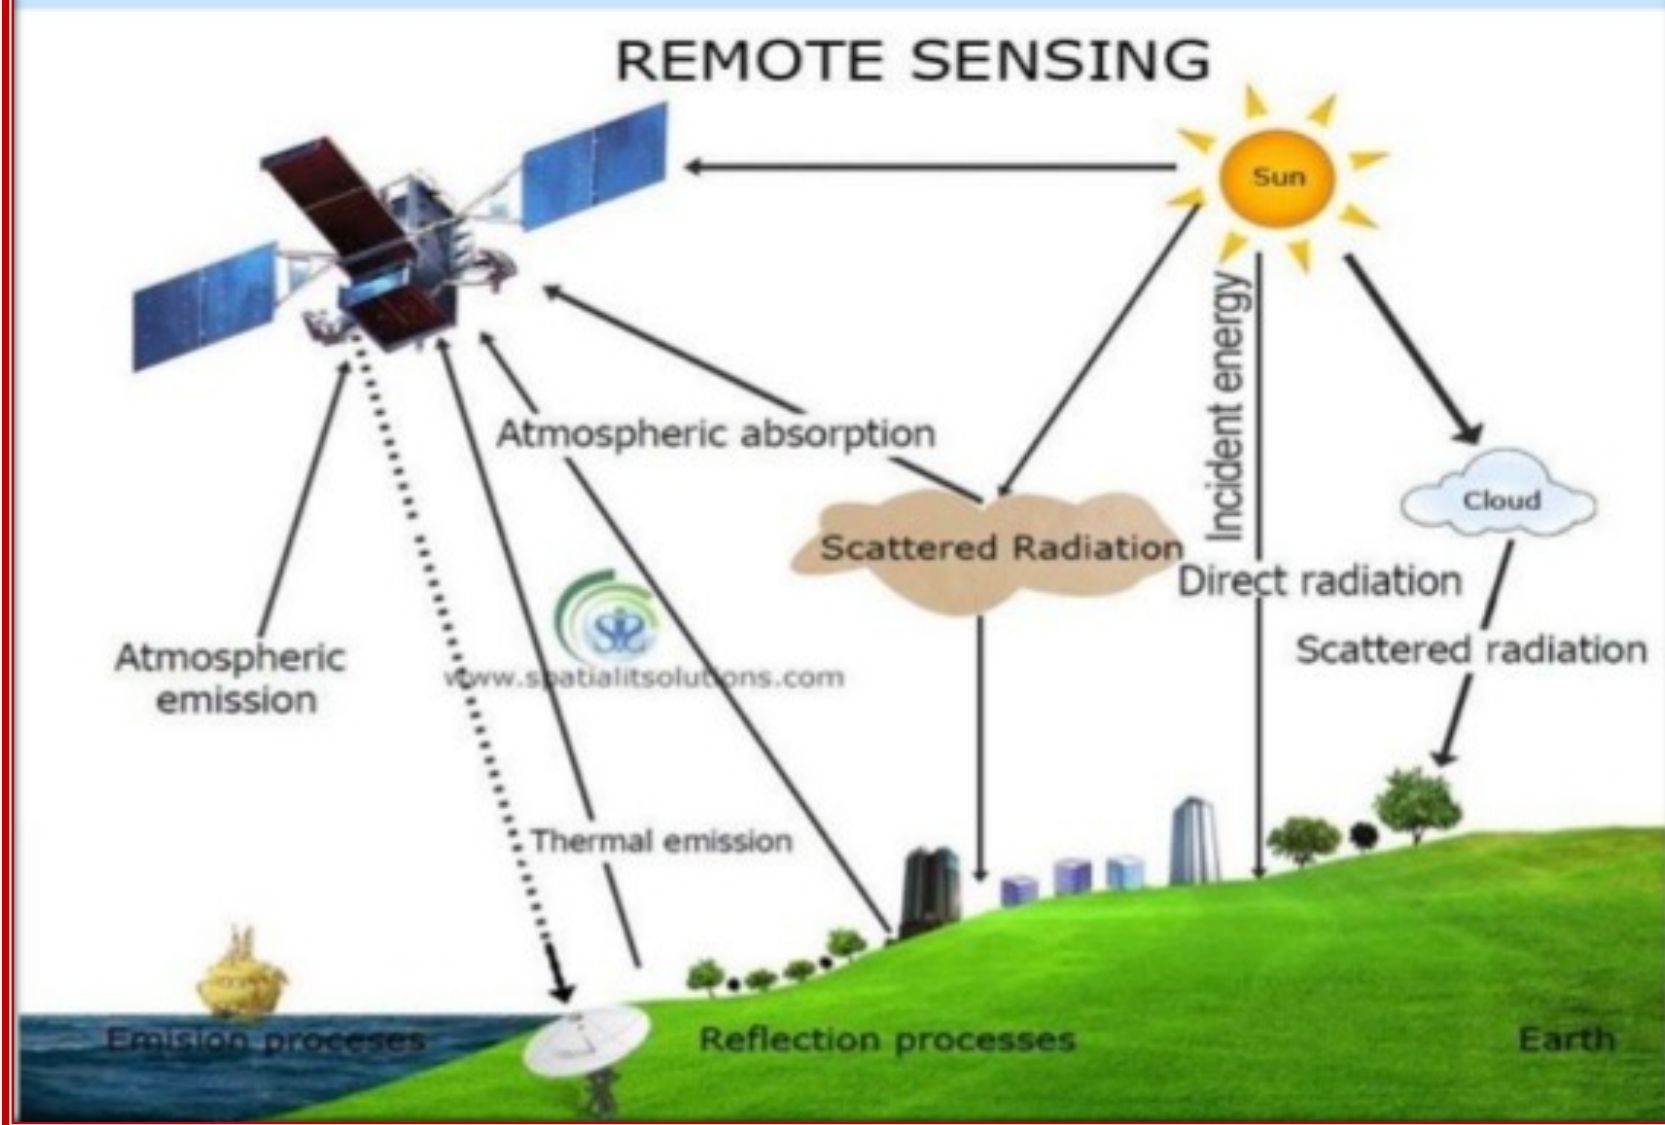 REMOTE SENSING
Sun
Incident energy
Atmospheric absorption
Cloud
Scattered Radiation
Direct radiation
Scattered radiation
Atmospheric
emission
www.spatialitsolutions.com
Thermal emission
Emision proceses
Reflection processes
Earth